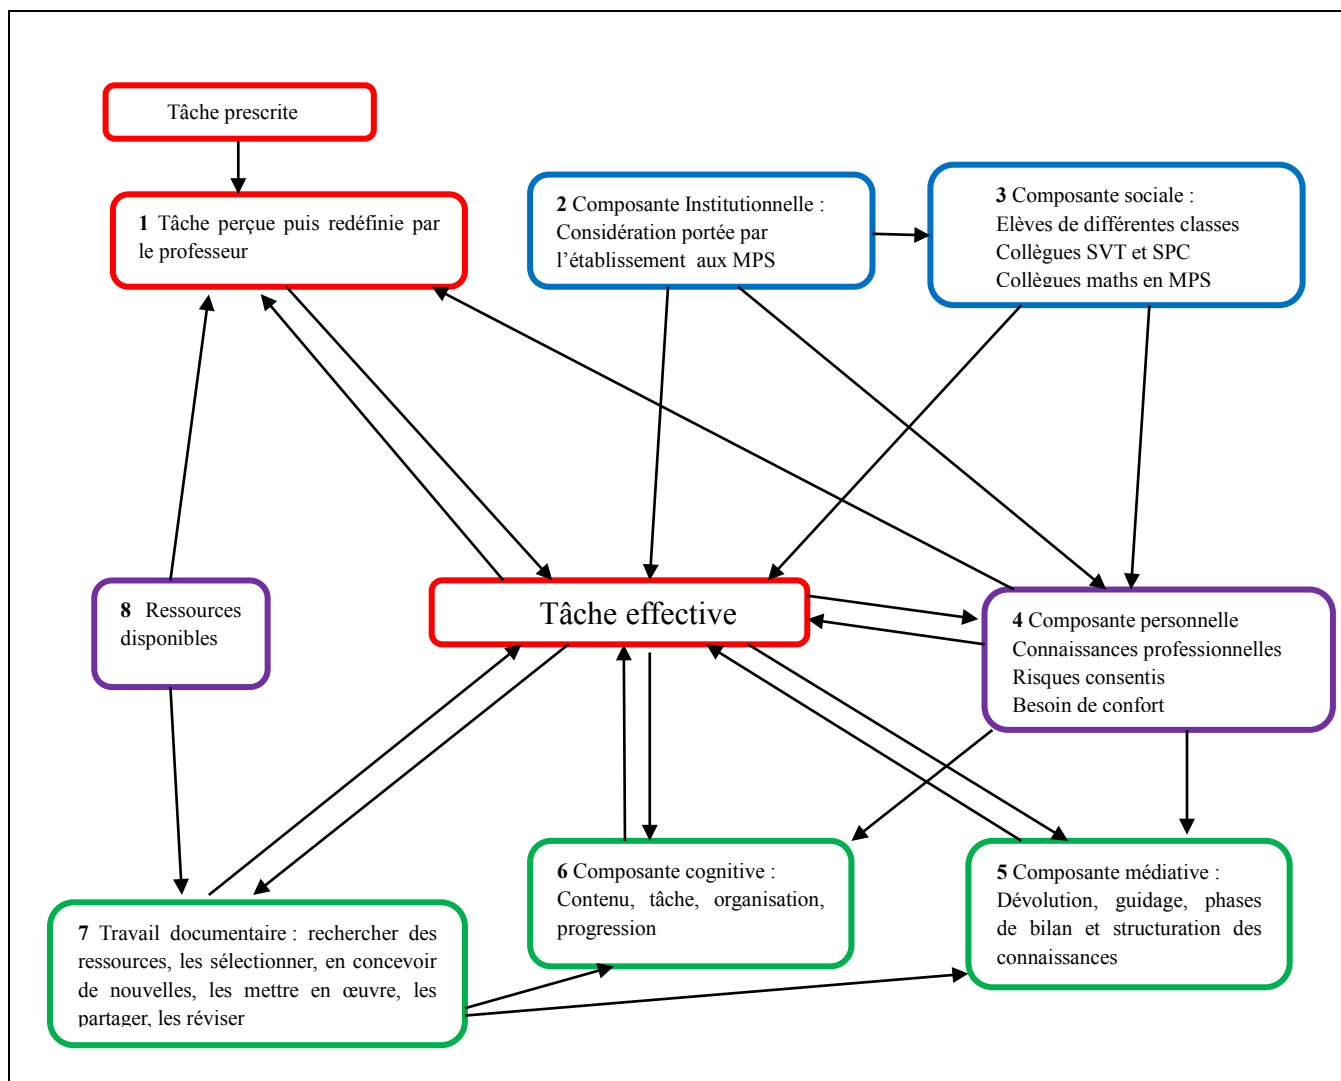 Tâche prescrite
1 Tâche perçue puis redéfinie par
le professeur
2 Composante Institutionnelle :
Considération portée par
l’établissement aux MPS
3 Composante sociale :
Elèves de différentes classes
Collègues SVT et SPC
Collègues maths en MPS
8 Ressources
disponibles
Tâche effective
4 Composante personnelle
Connaissances professionnelles
Risques consentis
Besoin de confort
6 Composante cognitive :
Contenu, tâche, organisation,
progression
5 Composante médiative :
Dévolution, guidage, phases
de bilan et structuration des
connaissances
7 Travail documentaire : rechercher des
ressources, les sélectionner, en concevoir
de nouvelles, les mettre en œuvre, les
partager, les réviser